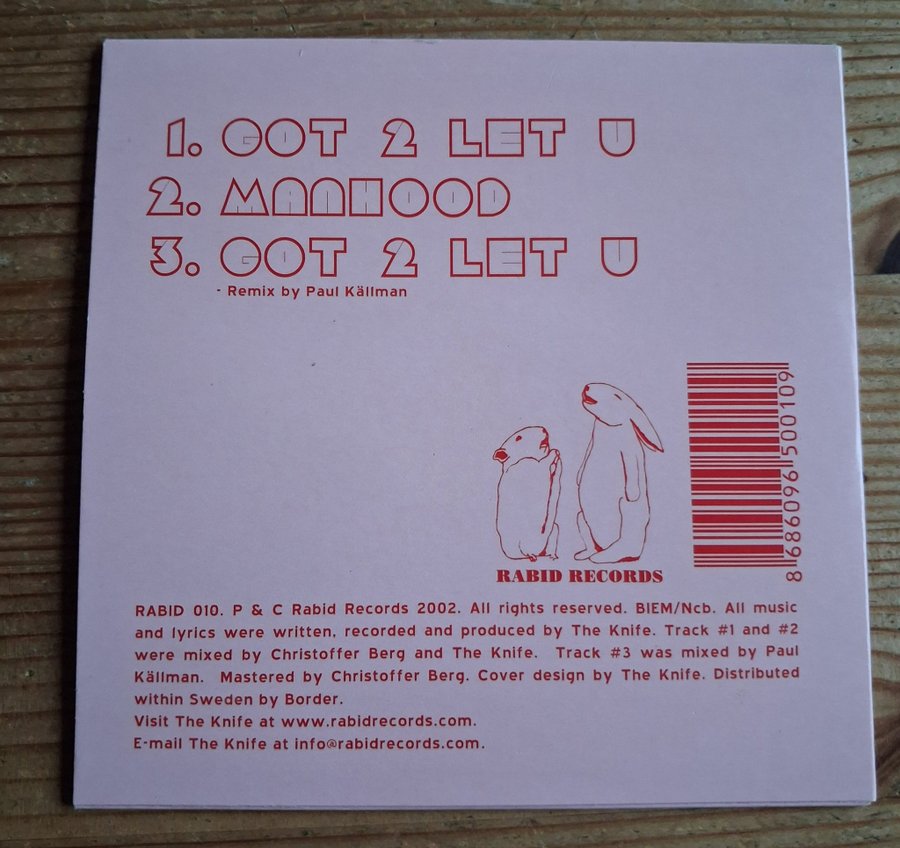 1. GOT 2 LET U
2. MANHOOD
3. GOT 2 LET U
- Remix by Paul Källman
RABID RECORDS
8 686096 500109
RABID 010. P & C Rabid Records 2002. All rights reserved. BIEM/Ncb. All music
and lyrics were written, recorded and produced by The Knife. Track #1 and #2
were mixed by Christoffer Berg and The Knife. Track #3 was mixed by Paul
Källman. Mastered by Christoffer Berg. Cover design by The Knife. Distributed
within Sweden by Border.
Visit The Knife at www.rabidrecords.com.
E-mail The Knife at info@rabidrecords.com.